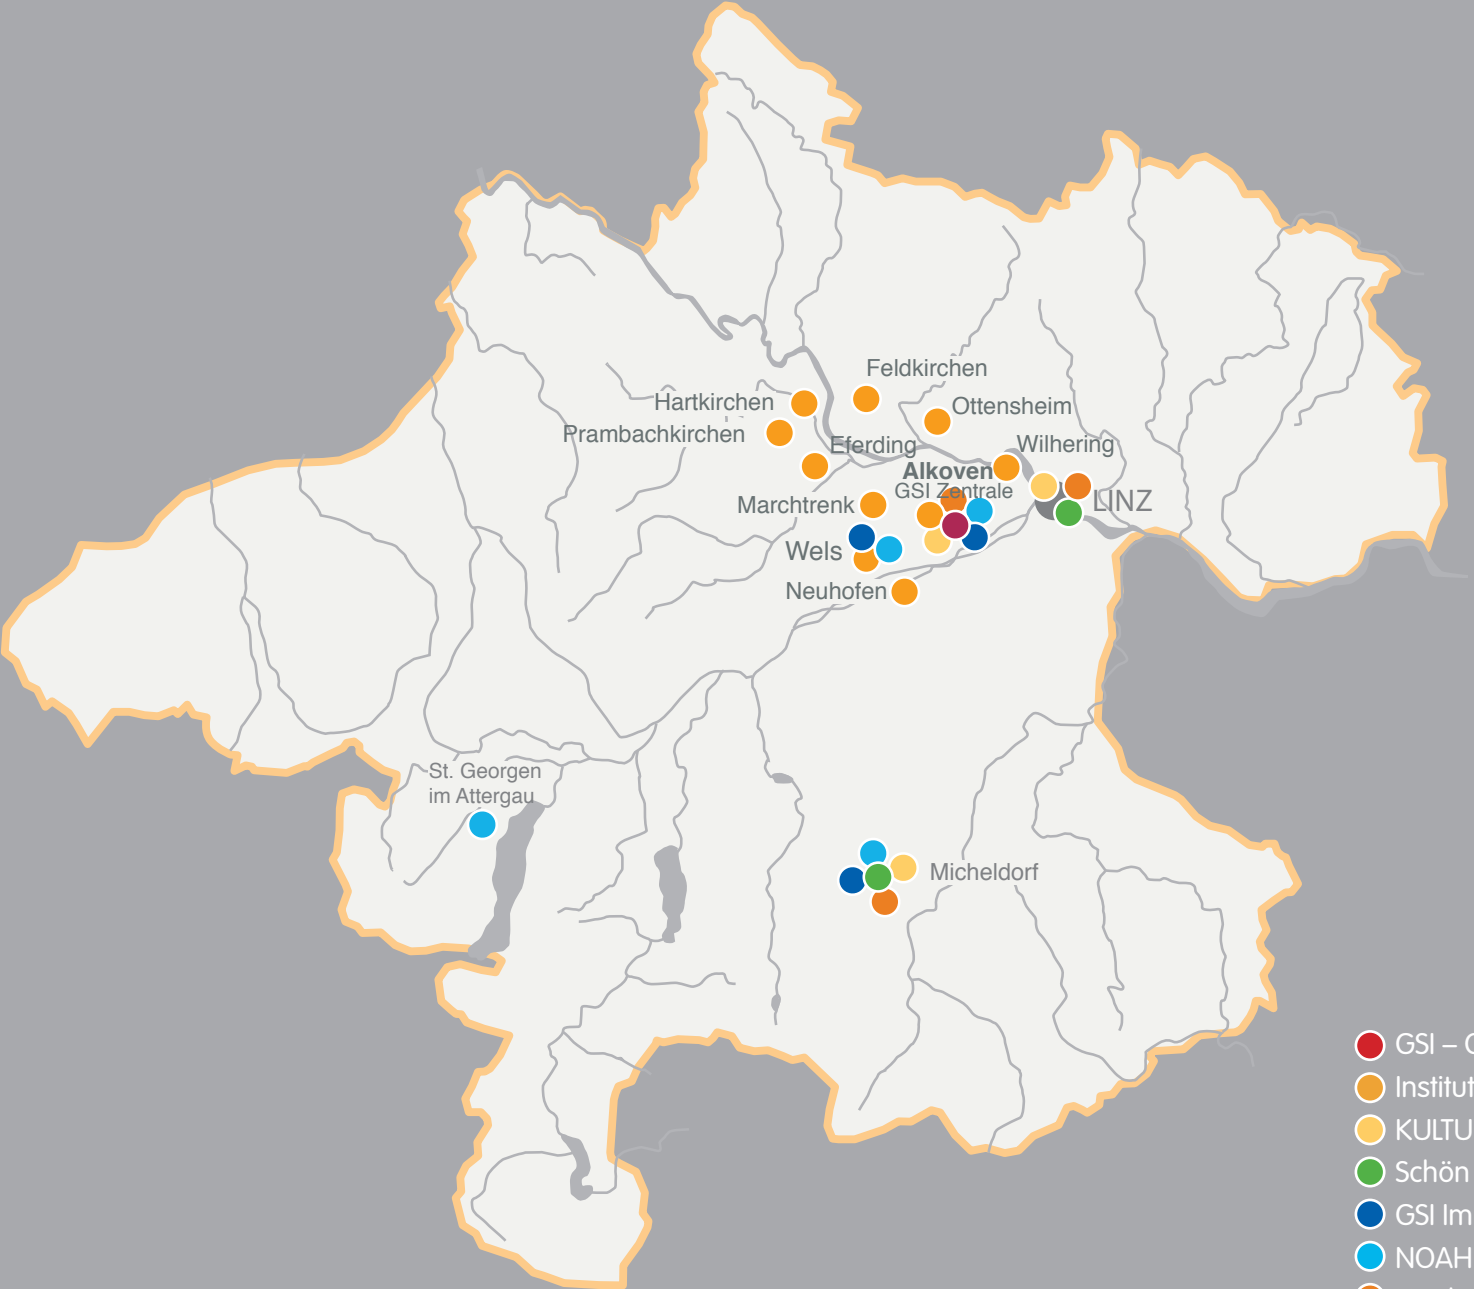 Feldkirchen
Hartkirchen
Ottensheim
Prambachkirchen
Eferding
Wilhering
Alkoven
GSI Zentrale
Marchtrenk
LINZ
Wels
Neuhofen
St. Georgen
im Attergau
Micheldorf
GSI –
Institut
KULTU
Schön
GSI Im
NOAH